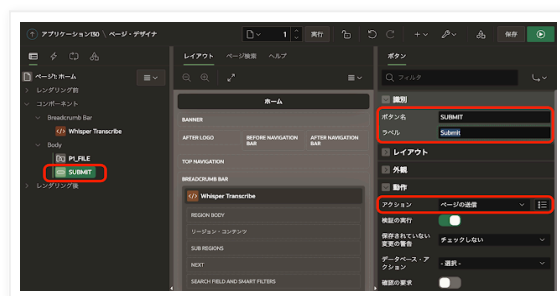 アプリケーション150 \ ページ・デザイナ
1
実行
保存
ページ1: ホーム
レンダリング前
コンポーネント
Breadcrumb Bar
Whisper Transcribe
Body
P1_FILE
SUBMIT
レンダリング後
レイアウト ページ検索 ヘルプ
ホーム
BANNER
AFTER LOGO
BEFORE NAVIGATION BAR
AFTER NAVIGATION BAR
TOP NAVIGATION
BREADCRUMB BAR
Whisper Transcribe
REGION BODY
リージョン・コンテンツ
SUB REGIONS
NEXT
SEARCH FIELD AND SMART FILTERS
ボタン
フィルタ
識別
ボタン名 SUBMIT
ラベル Submit
レイアウト
外観
動作
アクション ページの送信
検証の実行
保存されていない
変更の警告 チェックしない
データベース・ア
クション - 選択 -
確認の要求